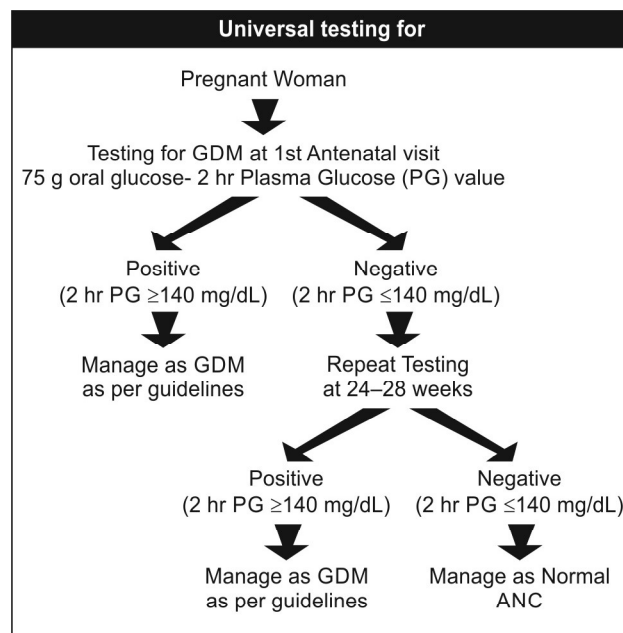 Universal testing for
Pregnant Woman
Testing for GDM at 1st Antenatal visit
75 g oral glucose- 2 hr Plasma Glucose (PG) value
Positive
(2 hr PG ≥140 mg/dL)
Negative
(2 hr PG ≤140 mg/dL)
Manage as GDM
as per guidelines
Repeat Testing
at 24–28 weeks
Positive
(2 hr PG ≥140 mg/dL)
Negative
(2 hr PG ≤140 mg/dL)
Manage as GDM
as per guidelines
Manage as Normal
ANC